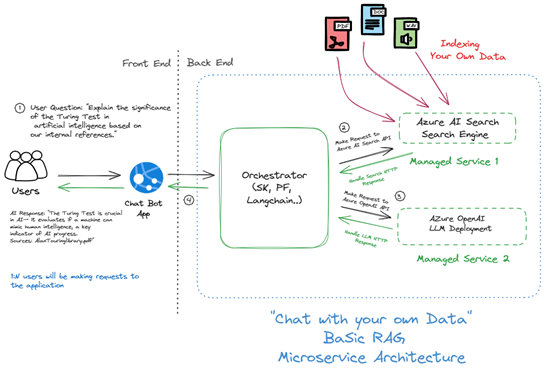 PDF
DOC
WAV
Indexing
Your Own Data
Front End
Back End
1
User Question: "Explain the significance
of the Turing Test in
artificial intelligence based on
our internal references."
Users
Chat Bot
App
AI Response: "The Turing Test is crucial
in AI— it evaluates if a machine can
mimic human intelligence, a key
indicator of AI progress.
1:N users will be making requests
to the application
4
Orchestrator
(SK, PF,
Langchain..)
2
Make Request to
Azure AI Search API
Handle Search HTTP
Response
Azure AI Search
Search Engine
Managed Service 1
3
Make Request to
Azure OpenAI API
Handle LLM HTTP
Response
Azure OpenAI
LLM Deployment
Managed Service 2
"Chat with your own Data"
BaSic RAG
Microservice Architecture